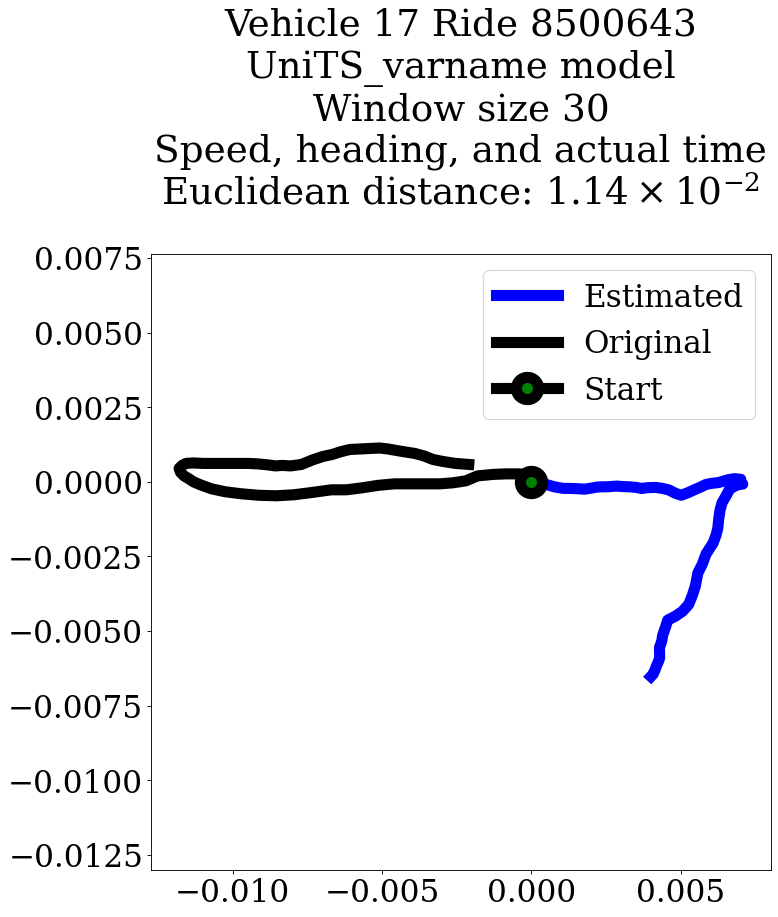 Vehicle 17 Ride 8500643
UniTS_varname model
Window size 30
Speed, heading, and actual time
Euclidean distance: 1.14 × 10⁻²
0.0075
0.0050
0.0025
0.0000
−0.0025
−0.0050
−0.0075
−0.0100
−0.0125
Estimated
Original
Start
−0.010
−0.005
0.000
0.005